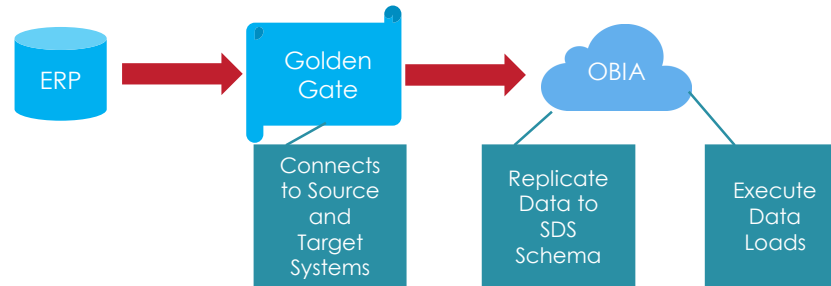 ERP
Golden
Gate
OBIA
Connects
to Source
and
Target
Systems
Replicate
Data to
SDS
Schema
Execute
Data
Loads